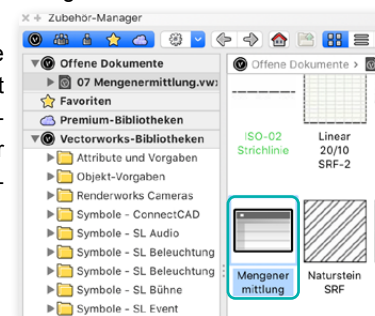 Zubehör-Manager
Offene Dokumente
07 Mengenermittlung.vwx
Favoriten
Premium-Bibliotheken
Vectorworks-Bibliotheken
Attribute und Vorgaben
Objekt-Vorgaben
Renderworks Cameras
Symbole - ConnectCAD
Symbole - SL Audio
Symbole - SL Beleuchtung
Symbole - SL Beleuchtung
Symbole - SL Bühne
Symbole - SL Event
Offene Dokumente >
ISO-02
Strichlinie
Linear
20/10
SRF-2
Mengener
mittlung
Naturstein
SRF